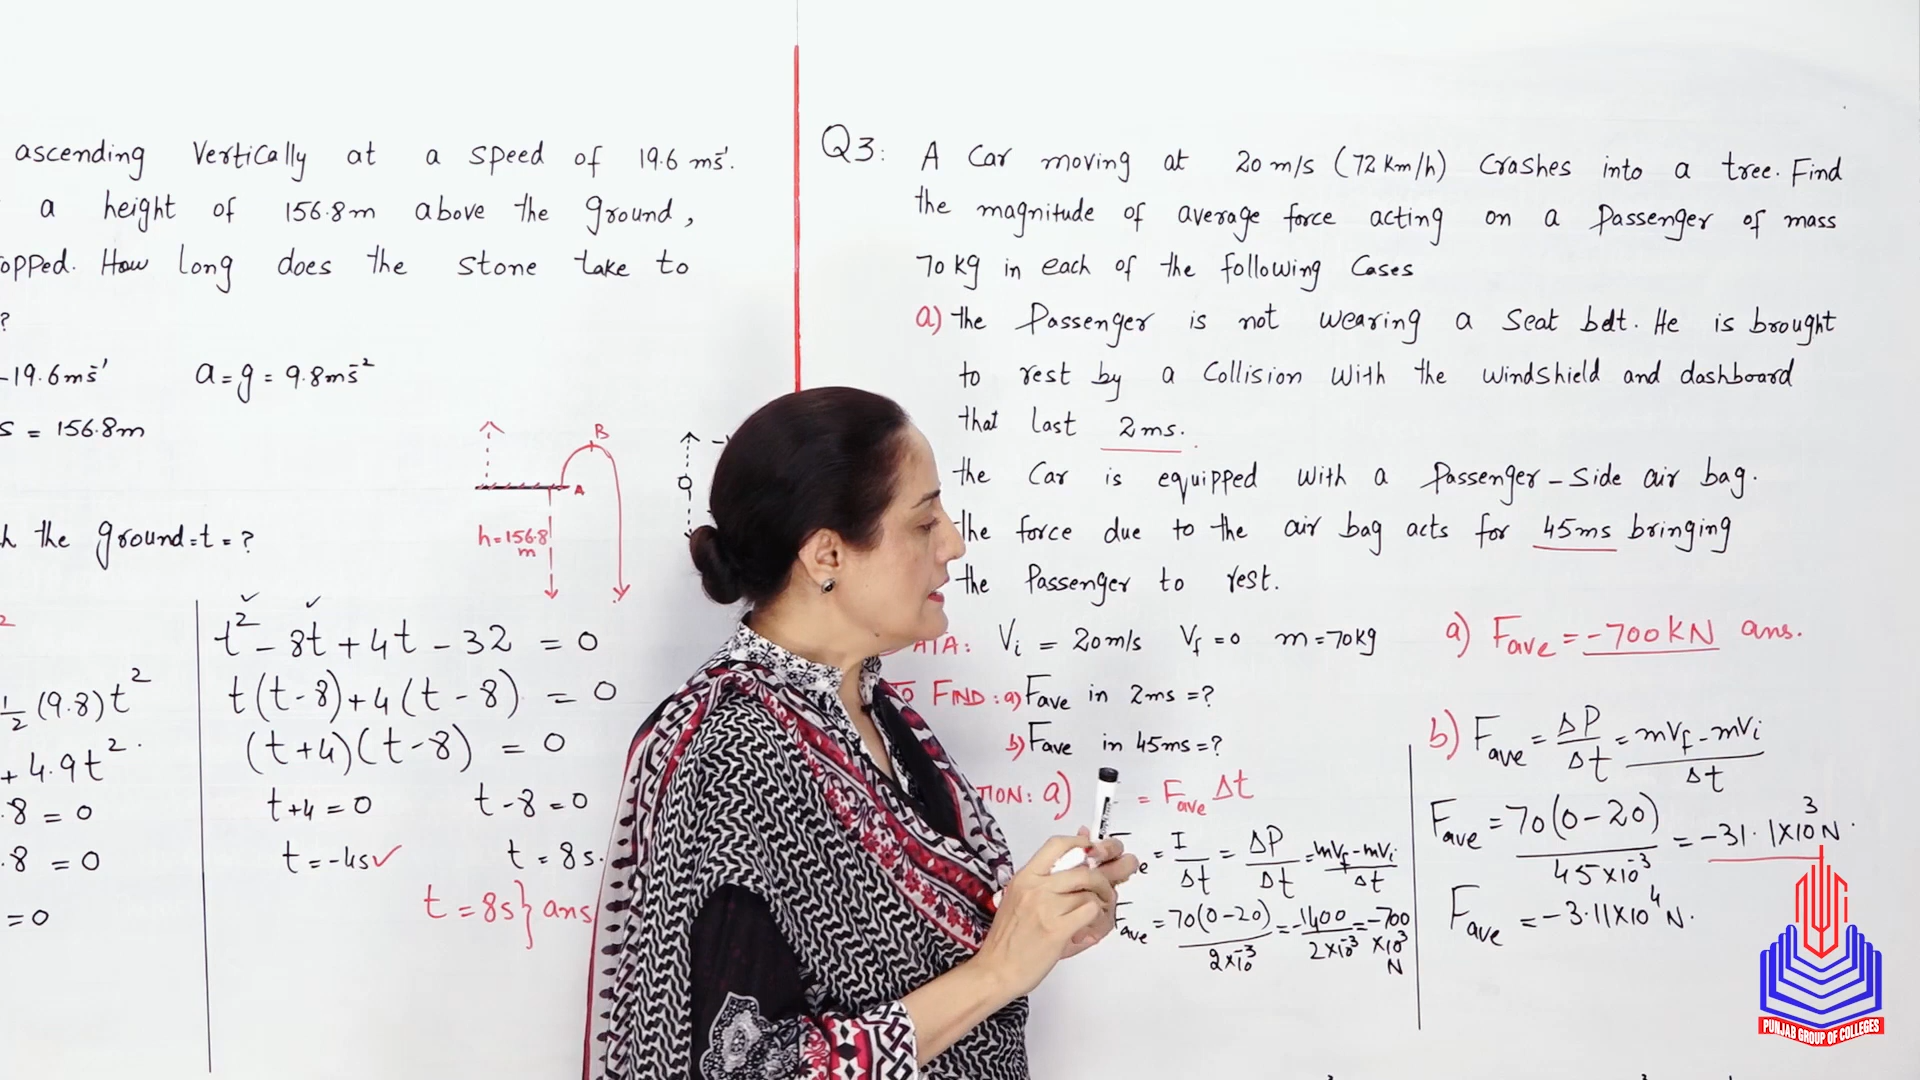 ascending Vertically at a speed of 19.6 ms⁻¹.
a height of 156.8m above the ground,
opped. How long does the stone take to
?
-19.6ms⁻¹ a = g = 9.8ms⁻²
s = 156.8m
B
A
h=156.8
m
h the ground=t=?
2
t² - 8t + 4t - 32 = 0
½ (9.8)t²
t(t-8)+4(t-8) = 0
+ 4.9t².
(t+4)(t-8) = 0
.8 = 0
t+4=0 t-8=0
.8 = 0
t=-4s✓ t = 8s.
=0
t = 8s} ans
Q3: A Car moving at 20m/s (72Km/h) Crashes into a tree. Find
the magnitude of average force acting on a Passenger of mass
70kg in each of the following Cases
a) the Passenger is not wearing a Seat belt. He is brought
to rest by a Collision with the windshield and dashboard
that last 2ms.
the Car is equipped with a Passenger-Side air bag.
the force due to the air bag acts for 45ms bringing
the Passenger to rest.
ATA: Vi = 20m/s Vf = 0 m=70kg
TO FIND: a) Fave in 2ms=?
b) Fave in 45ms=?
TION: a) = Fave Δt
= I/Δt = ΔP/Δt = mVf-mVi/Δt
Fave = 70(0-20)/2×10⁻³ = -1400/2×10⁻³ = -700 ×10³ N
a) Fave = -700KN ans.
b) Fave = ΔP/Δt = mVf-mVi/Δt
Fave = 70(0-20)/45×10⁻³ = -31.1×10³N.
Fave = -3.11×10⁴ N.
PUNJAB GROUP OF COLLEGES